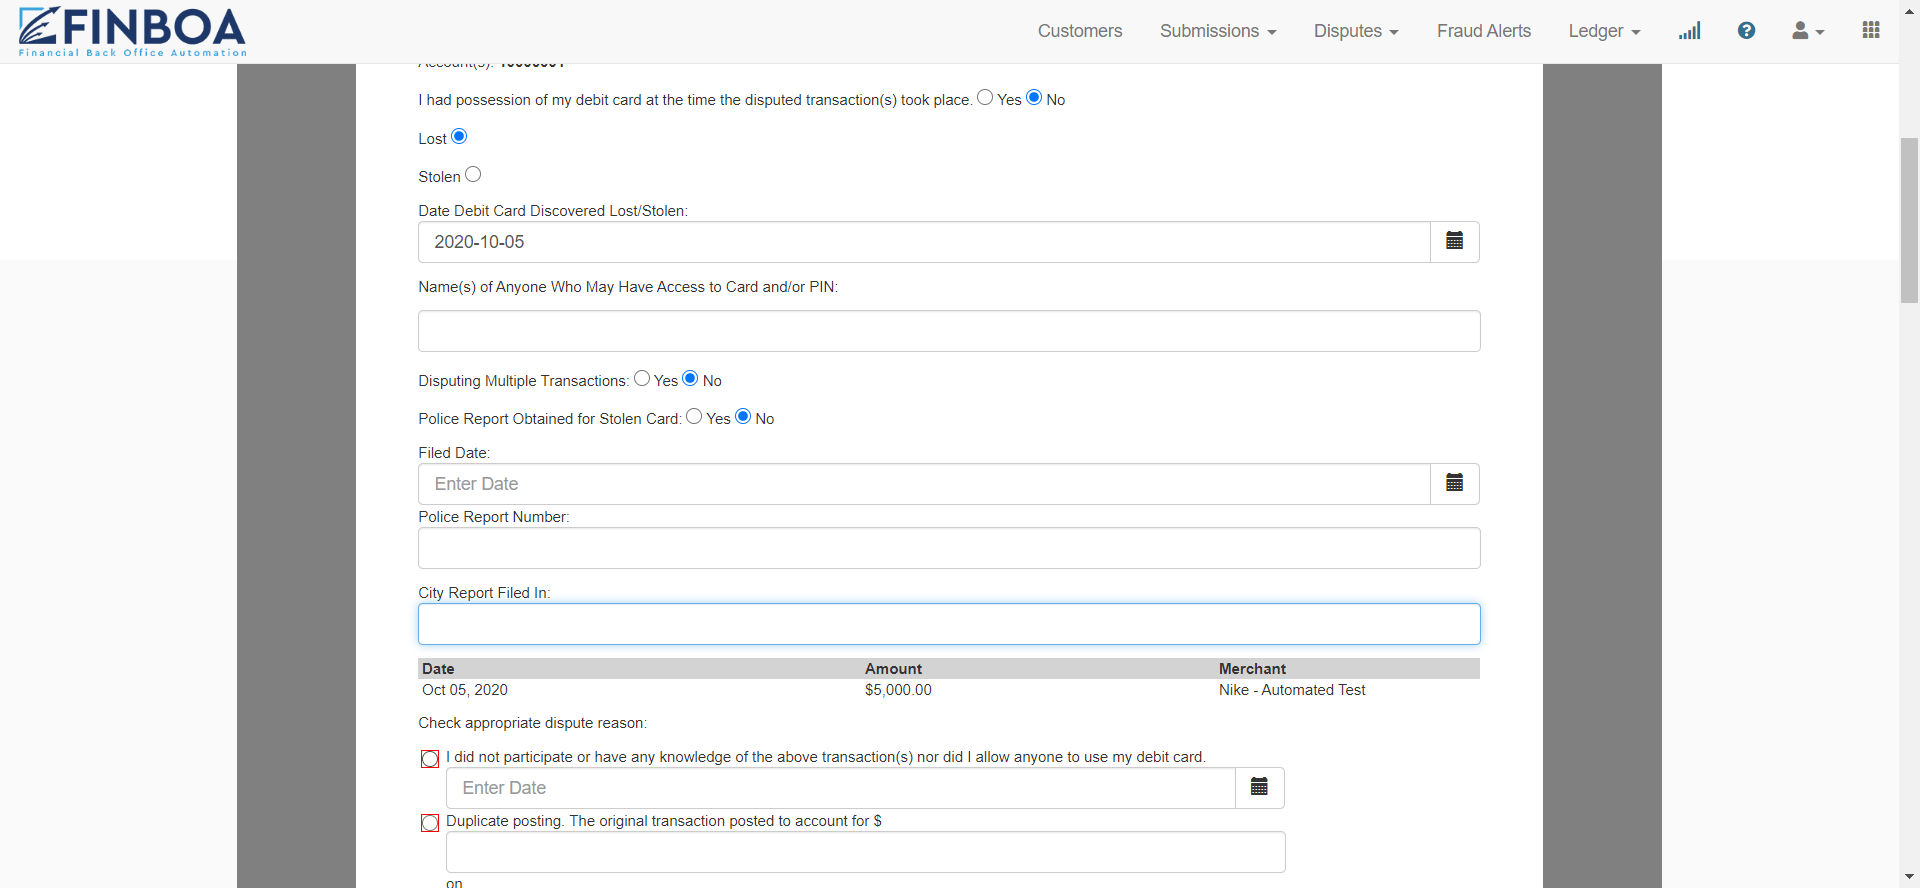 FINBOA
Financial Back Office Automation
Customers Submissions Disputes Fraud Alerts Ledger
I had possession of my debit card at the time the disputed transaction(s) took place. Yes No
Lost
Stolen
Date Debit Card Discovered Lost/Stolen:
2020-10-05
Name(s) of Anyone Who May Have Access to Card and/or PIN:
Disputing Multiple Transactions: Yes No
Police Report Obtained for Stolen Card: Yes No
Filed Date:
Enter Date
Police Report Number:
City Report Filed In:
Date Amount Merchant
Oct 05, 2020 $5,000.00 Nike - Automated Test
Check appropriate dispute reason:
I did not participate or have any knowledge of the above transaction(s) nor did I allow anyone to use my debit card.
Enter Date
Duplicate posting. The original transaction posted to account for $
on